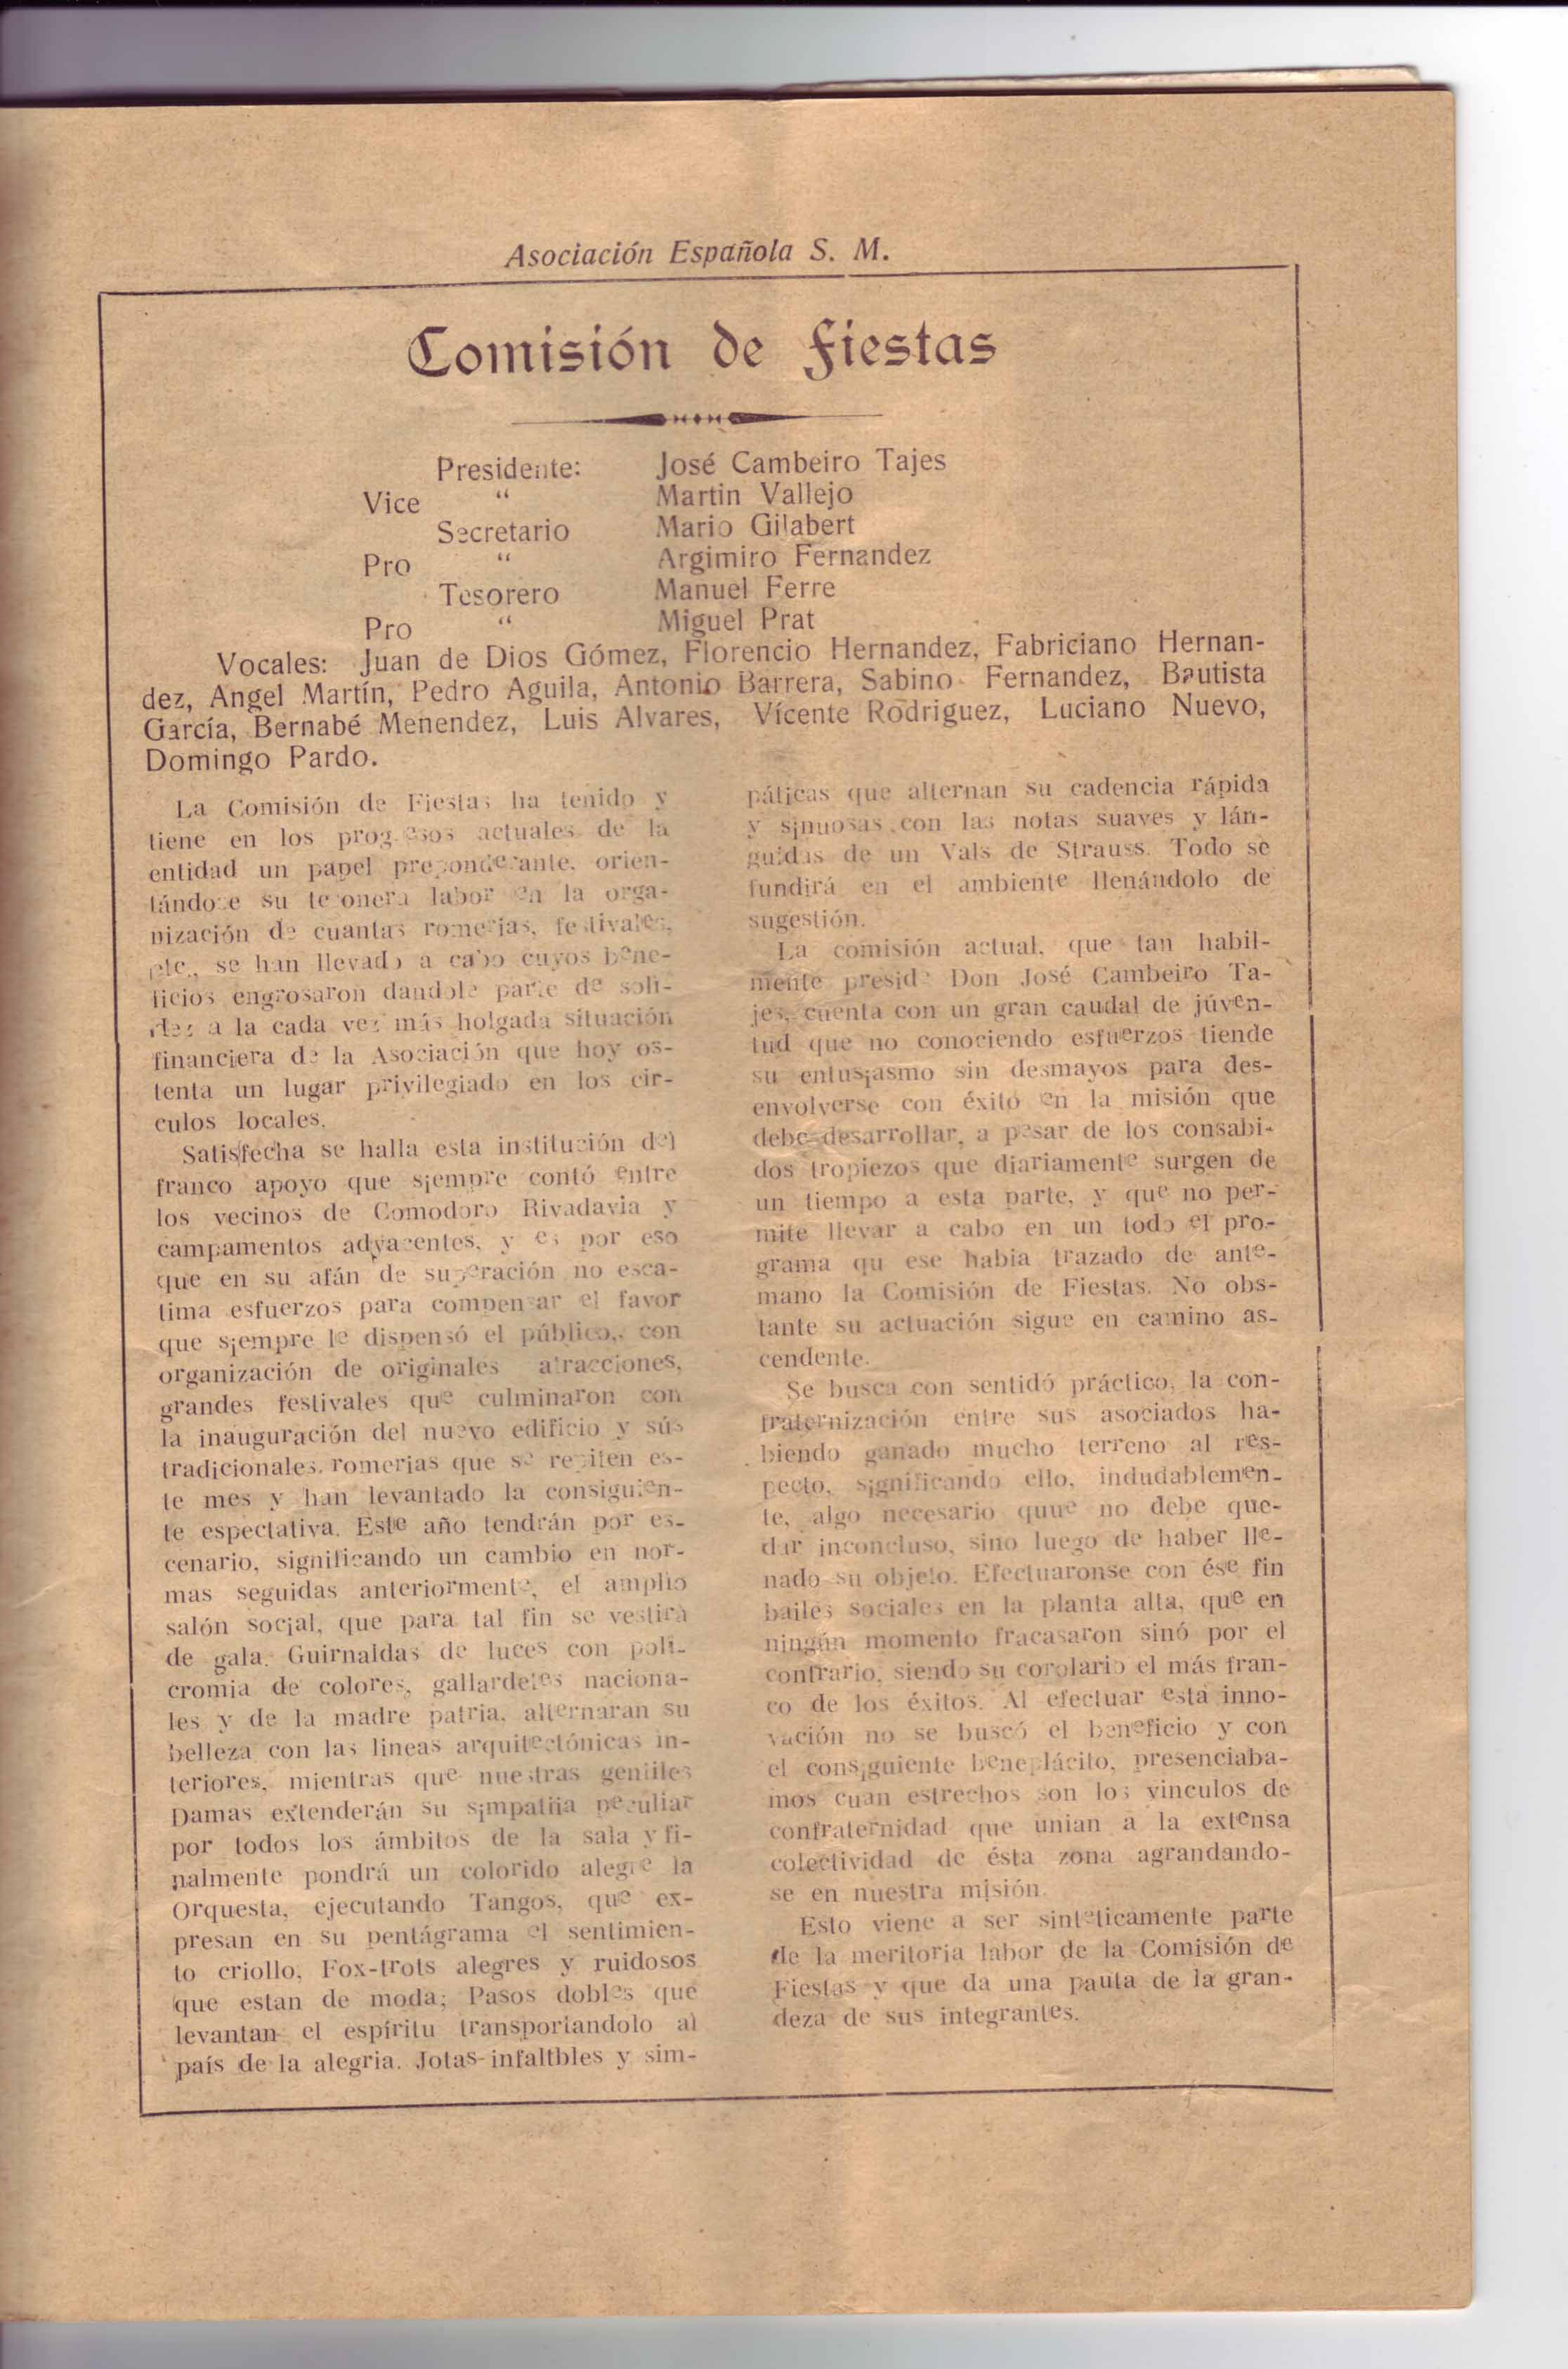 Asociación Española S. M.
Comisión de Fiestas
Presidente: José Cambeiro Tajes
Vice “ Martin Vallejo
Secretario Mario Gilabert
Pro “ Argimiro Fernandez
Tesorero Manuel Ferre
Pro “ Miguel Prat
Vocales: Juan de Dios Gómez, Florencio Hernandez, Fabriciano Hernan-
dez, Angel Martín, Pedro Aguila, Antonio Barrera, Sabino Fernandez, Bautista
García, Bernabé Menendez, Luis Alvares, Vícente Rodriguez, Luciano Nuevo,
Domingo Pardo.
La Comisión de Fiestas ha tenido y
tiene en los progresos actuales de la
entidad un papel preponderante, orien-
tándose su tesonera labor en la orga-
nización de cuantas romerías, festivales,
etc., se han llevado a cabo cuyos bene-
ficios engrosaron dandole parte de soli-
dez a la cada vez más holgada situación
financiera de la Asociación que hoy os-
tenta un lugar privilegiado en los cir-
culos locales.
Satisfecha se halla esta institución del
franco apoyo que siempre contó entre
los vecinos de Comodoro Rivadavia y
campamentos adyacentes, y es por eso
que en su afán de superación no esca-
tima esfuerzos para compensar el favor
que siempre le dispensó el público,. con
organización de originales atracciones,
grandes festivales que culminaron con
la inauguración del nuevo edificio y sús
tradicionales. romerias que se repiten es-
te mes y han levantado la consiguien-
te espectativa. Este año tendrán por es-
cenario, significando un cambio en nor-
mas seguidas anteriormente, el amplio
salón social, que para tal fin se vestirá
de gala. Guirnaldas de luces con poli-
cromia de colores, gallardetes naciona-
les y de la madre patria, alternaran su
belleza con las lineas arquitectónicas in-
teriores, mientras que nuestras gentiles
Damas extenderán su simpatiia peculiar
por todos los ámbitos de la sala y fi-
nalmente pondrá un colorido alegre la
Orquesta, ejecutando Tangos, que ex-
presan en su pentágrama el sentimien-
to criollo, Fox-trots alegres y ruidosos
que estan de moda; Pasos dobles que
levantan el espíritu transportandolo al
país de la alegria. Jotas infaltbles y sim-
páticas que alternan su cadencia rápida
y sinuosas con las notas suaves y lán-
guidas de un Vals de Strauss. Todo se
fundirá en el ambiente llenándolo de
sugestión.
La comisión actual, que tan habil-
mente preside Don José Cambeiro Ta-
jes, cuenta con un gran caudal de júven-
tud que no conociendo esfuerzos tiende
su entusiasmo sin desmayos para des-
envolverse con éxitó en la misión que
debe desarrollar, a pesar de los consabi-
dos tropiezos que diariamente surgen de
un tiempo a esta parte, y que no per-
mite llevar a cabo en un todo el pro-
grama qu ese habia trazado de ante-
mano la Comisión de Fiestas. No obs-
tante su actuación sigue en camino as-
cendente.
Se busca con sentidó práctico, la con-
fraternización entre sus asociados ha-
biendo ganado mucho terreno al res-
pecto, significando ello, indudablemen-
te, algo necesario quue no debe que-
dar inconcluso, sino luego de haber lle-
nado su objeto. Efectuaronse con ése fin
bailes sociales en la planta alta, que en
ningún momento fracasaron sinó por el
contrario, siendo su corolario el más fran-
co de los éxitos. Al efectuar esta inno-
vación no se buscó el beneficio y con
el consiguiente beneplácito, presenciaba-
mos cuan estrechos son los vinculos de
confraternidad que unian a la extensa
colectividad de ésta zona agrandando-
se en nuestra misión.
Esto viene a ser sinteticamente parte
de la meritoria labor de la Comisión de
Fiestas y que da una pauta de la gran-
deza de sus integrantes.